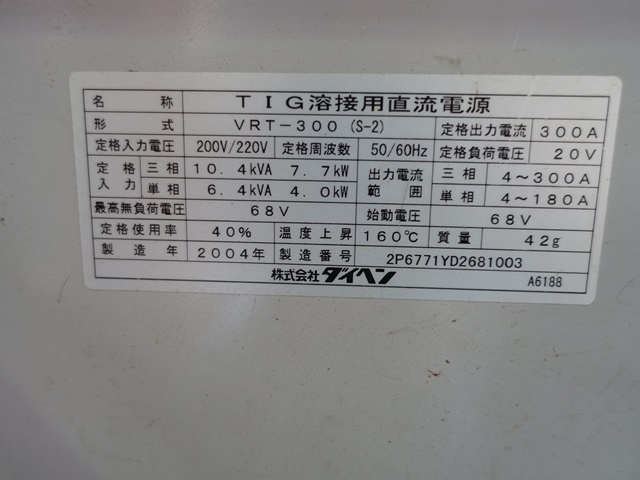 名称 TIG溶接用直流電源
形式 VRT-300 (S-2) 定格出力電流 300A
定格入力電圧 200V/220V 定格周波数 50/60Hz 定格負荷電圧 20V
定格入力 三相 10.4kVA 7.7kW 出力電流範囲 三相 4～300A
単相 6.4kVA 4.0kW 単相 4～180A
最高無負荷電圧 68V 始動電圧 68V
定格使用率 40% 温度上昇 160℃ 質量 42g
製造年 2004年 製造番号 2P6771YD2681003
株式会社ダイヘン A6188